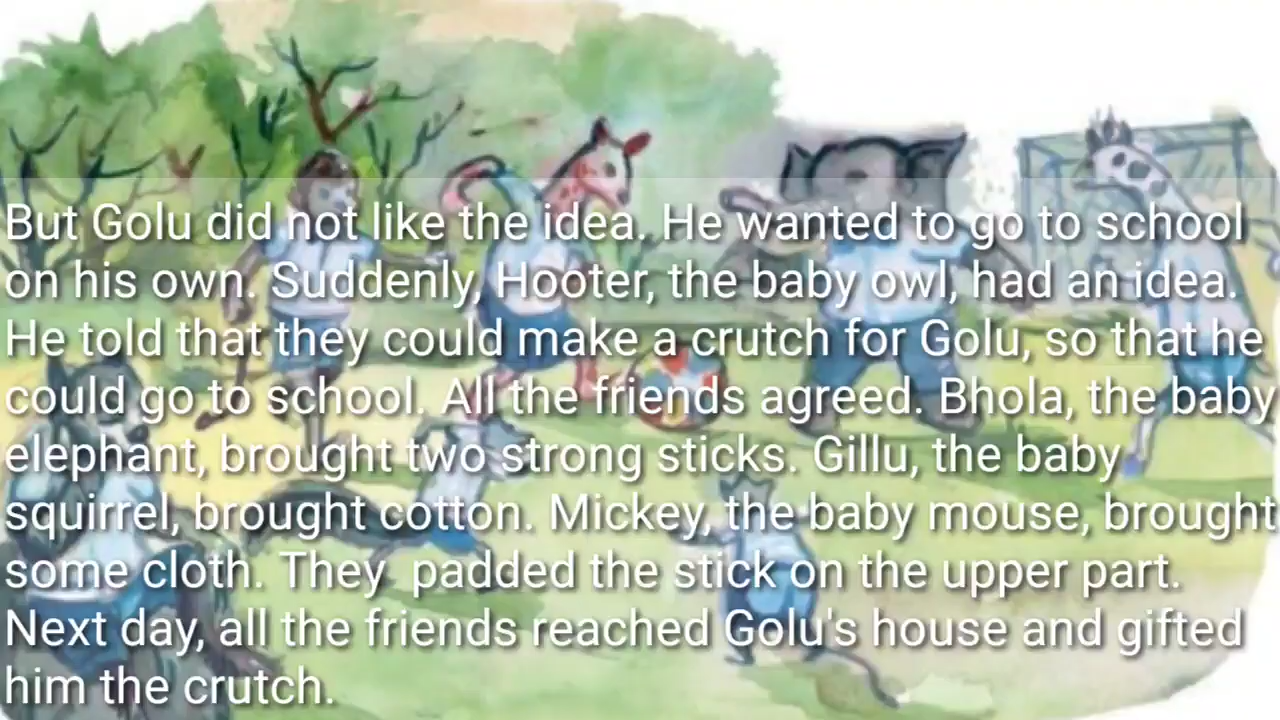 But Golu did not like the idea. He wanted to go to school
on his own. Suddenly, Hooter, the baby owl, had an idea.
He told that they could make a crutch for Golu, so that he
could go to school. All the friends agreed. Bhola, the baby
elephant, brought two strong sticks. Gillu, the baby
squirrel, brought cotton. Mickey, the baby mouse, brought
some cloth. They  padded the stick on the upper part.
Next day, all the friends reached Golu's house and gifted
him the crutch.